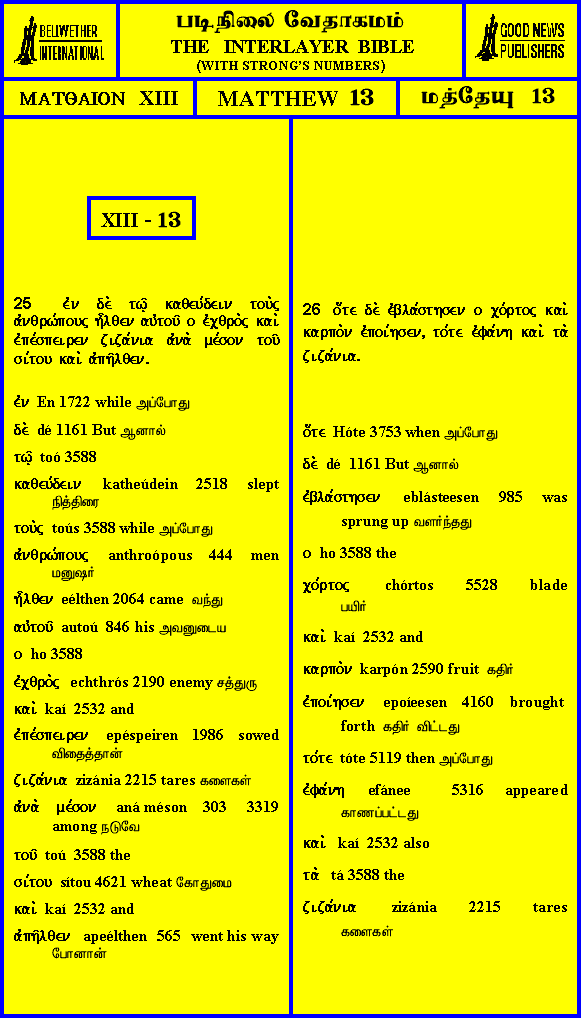 BELLWETHER
INTERNATIONAL
படிநிலை வேதாகமம்
THE INTERLAYER BIBLE
(WITH STRONG'S NUMBERS)
GOOD NEWS
PUBLISHERS
ΜΑΤΘΑΙΟΝ XIII
MATTHEW 13
மத்தேயு 13
XIII - 13
25 ἐν δὲ τῷ καθεύδειν τοὺς
ἀνθρώπους ἦλθεν αὐτοῦ ο ἐχθρὸς καὶ
ἐπέσπειρεν ζιζάνια ἀνὰ μέσον τοῦ
σίτου καὶ ἀπῆλθεν.
ἐν En 1722 while அப்போது
δὲ dé 1161 But ஆனால்
τῷ toó 3588
καθεύδειν katheúdein 2518 slept
நித்திரை
τοὺς toús 3588 while அப்போது
ἀνθρώπους anthroópous 444 men
மனுஷர்
ἦλθεν eélthen 2064 came வந்து
αὐτοῦ autoú 846 his அவனுடைய
ο ho 3588
ἐχθρὸς echthrós 2190 enemy சத்துரு
καὶ kaí 2532 and
ἐπέσπειρεν epéspeiren 1986 sowed
விதைத்தான்
ζιζάνια zizánia 2215 tares களைகள்
ἀνὰ μέσον aná méson 303 3319
among நடுவே
τοῦ toú 3588 the
σίτου sítou 4621 wheat கோதுமை
καὶ kaí 2532 and
ἀπῆλθεν apeélthen 565 went his way
போனான்
26 ὅτε δὲ ἐβλάστησεν ο χόρτος καὶ
καρπὸν ἐποίησεν, τότε ἐφάνη καὶ τὰ
ζιζάνια.
ὅτε Hóte 3753 when அப்போது
δὲ dé 1161 But ஆனால்
ἐβλάστησεν eblásteesen 985 was
sprung up வளர்ந்தது
ο ho 3588 the
χόρτος chórtos 5528 blade
பயிர்
καὶ kaí 2532 and
καρπὸν karpón 2590 fruit கதிர்
ἐποίησεν epoíeesen 4160 brought
forth கதிர் விட்டது
τότε tóte 5119 then அப்போது
ἐφάνη efánee 5316 appeared
காணப்பட்டது
καὶ kaí 2532 also
τὰ tá 3588 the
ζιζάνια zizánia 2215 tares
களைகள்